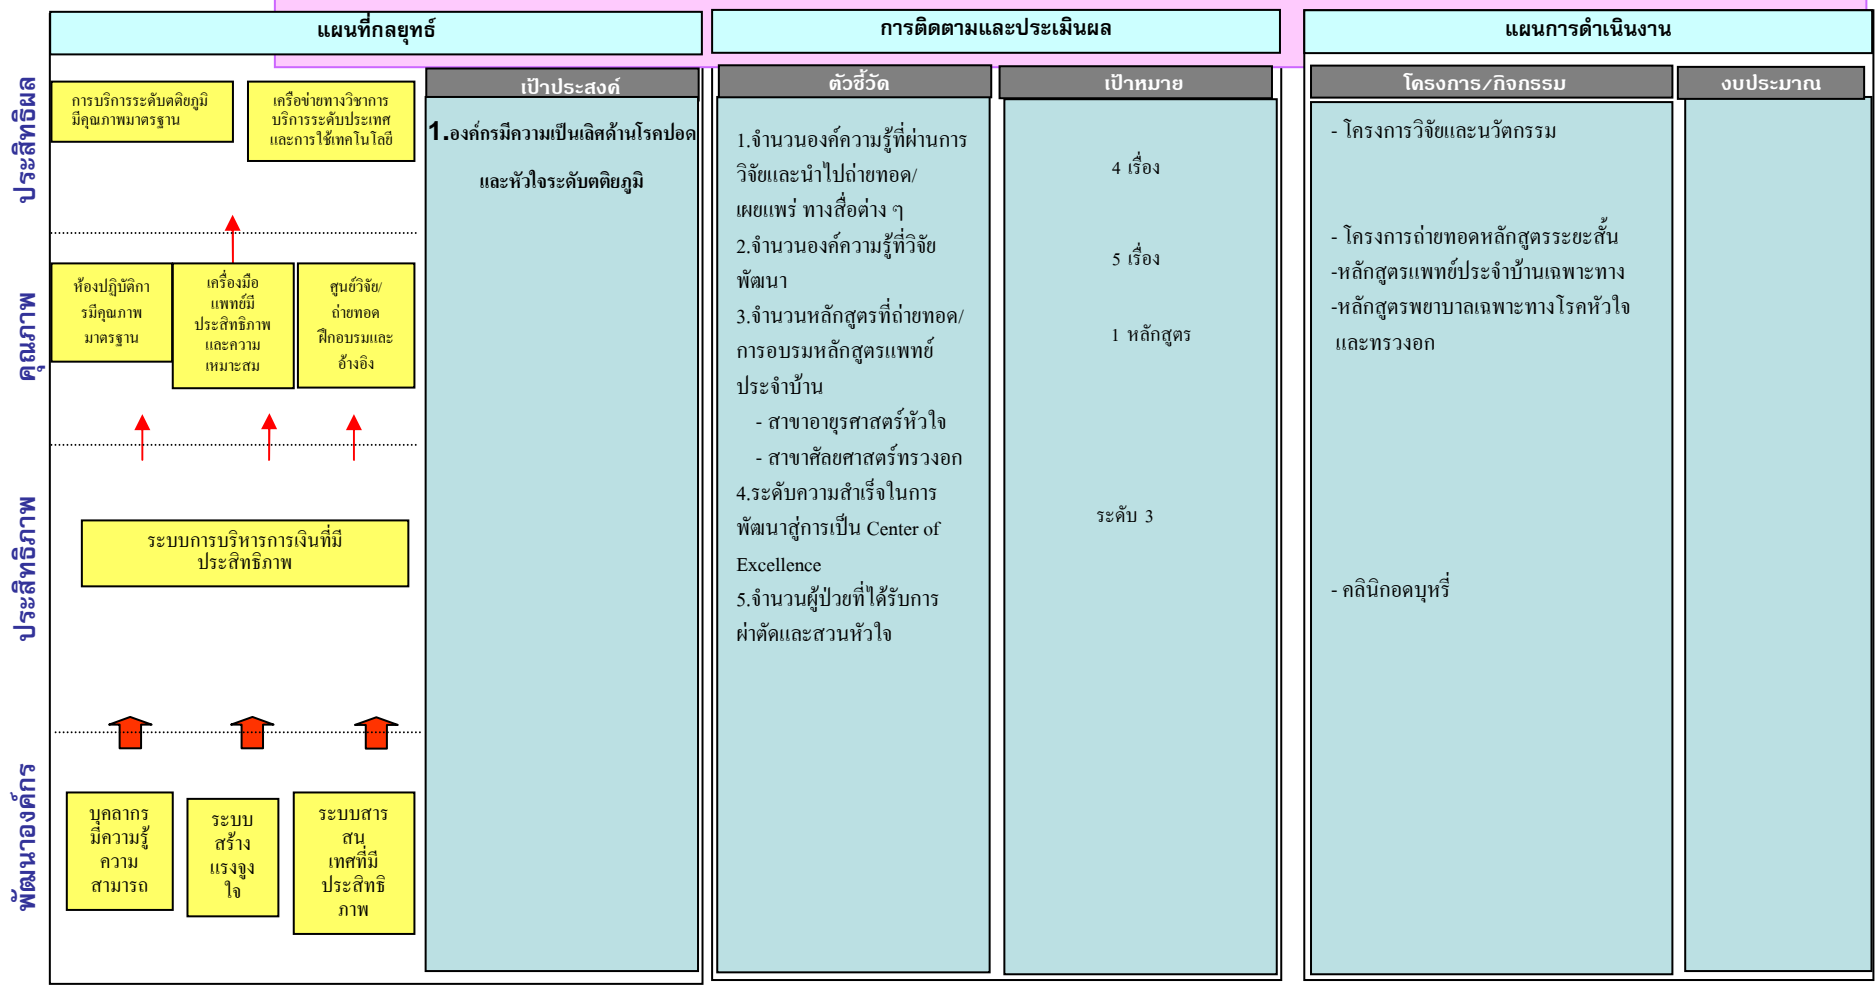 แผนที่กลยุทธ์
การติดตามและประเมินผล
แผนการดำเนินงาน
ประสิทธิผล
การบริการระดับตติยภูมิ
มีคุณภาพมาตรฐาน
เครือข่ายทางวิชาการ
บริการระดับประเทศ
และการใช้เทคโนโลยี
คุณภาพ
ห้องปฏิบัติกา
รมีคุณภาพ
มาตรฐาน
เครื่องมือ
แพทย์มี
ประสิทธิภาพ
และความ
เหมาะสม
ศูนย์วิจัย/
ถ่ายทอด
ฝึกอบรมและ
อ้างอิง
ประสิทธิภาพ
ระบบการบริหารการเงินที่มี
ประสิทธิภาพ
พัฒนาองค์กร
บุคลากร
มีความรู้
ความ
สามารถ
ระบบ
สร้าง
แรงจูง
ใจ
ระบบสาร
สน
เทศที่มี
ประสิทธิ
ภาพ
เป้าประสงค์
1.องค์กรมีความเป็นเลิศด้านโรคปอด
และหัวใจระดับตติยภูมิ
ตัวชี้วัด
1.จำนวนองค์ความรู้ที่ผ่านการ
วิจัยและนำไปถ่ายทอด/
เผยแพร่ ทางสื่อต่าง ๆ
2.จำนวนองค์ความรู้ที่วิจัย
พัฒนา
3.จำนวนหลักสูตรที่ถ่ายทอด/
การอบรมหลักสูตรแพทย์
ประจำบ้าน
- สาขาอายุรศาสตร์หัวใจ
- สาขาศัลยศาสตร์ทรวงอก
4.ระดับความสำเร็จในการ
พัฒนาสู่การเป็น Center of
Excellence
5.จำนวนผู้ป่วยที่ได้รับการ
ผ่าตัดและสวนหัวใจ
เป้าหมาย
4 เรื่อง
5 เรื่อง
1 หลักสูตร
ระดับ 3
โครงการ/กิจกรรม
- โครงการวิจัยและนวัตกรรม
- โครงการถ่ายทอดหลักสูตรระยะสั้น
-หลักสูตรแพทย์ประจำบ้านเฉพาะทาง
-หลักสูตรพยาบาลเฉพาะทางโรคหัวใจ
และทรวงอก
- คลินิกอดบุหรี่
งบประมาณ